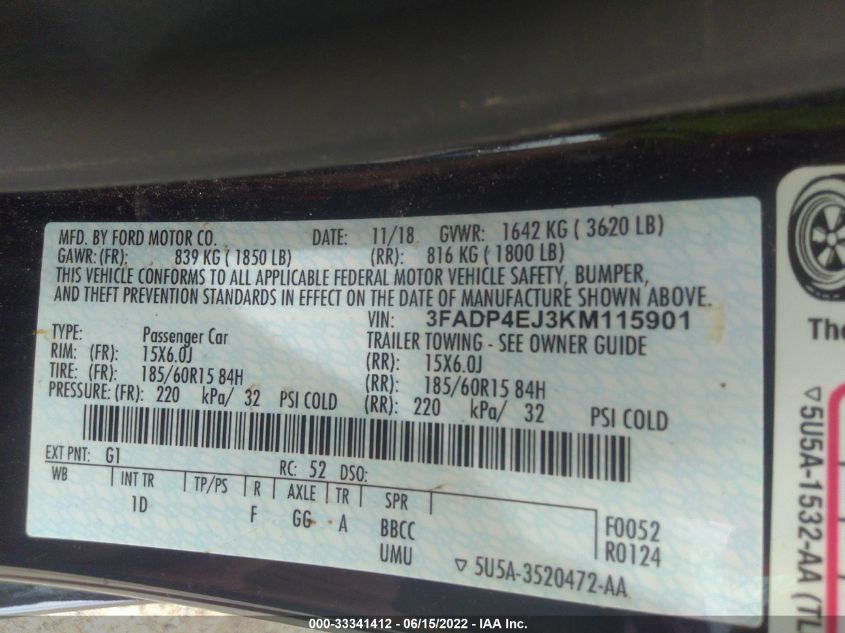 MFD. BY FORD MOTOR CO. DATE: 11/18 GVWR: 1642 KG ( 3620 LB)
GAWR:(FR): 839 KG ( 1850 LB) (RR): 816 KG ( 1800 LB)
THIS VEHICLE CONFORMS TO ALL APPLICABLE FEDERAL MOTOR VEHICLE SAFETY, BUMPER,
AND THEFT PREVENTION STANDARDS IN EFFECT ON THE DATE OF MANUFACTURE SHOWN ABOVE.
VIN: 3FADP4EJ3KM115901
TYPE: Passenger Car TRAILER TOWING - SEE OWNER GUIDE
RIM: (FR): 15X6.0J (RR): 15X6.0J
TIRE: (FR): 185/60R15 84H (RR): 185/60R15 84H
PRESSURE: (FR): 220 kPa/ 32 PSI COLD (RR): 220 kPa/ 32 PSI COLD
EXT PNT: G1 RC: 52 DSO:
WB INT TR TP/PS R AXLE TR SPR
1D F GG A BBCC F0052
UMU R0124
▽ 5U5A-3520472-AA
The
▽5U5A-1532-AA (TL
000-33341412 - 06/15/2022 - IAA Inc.